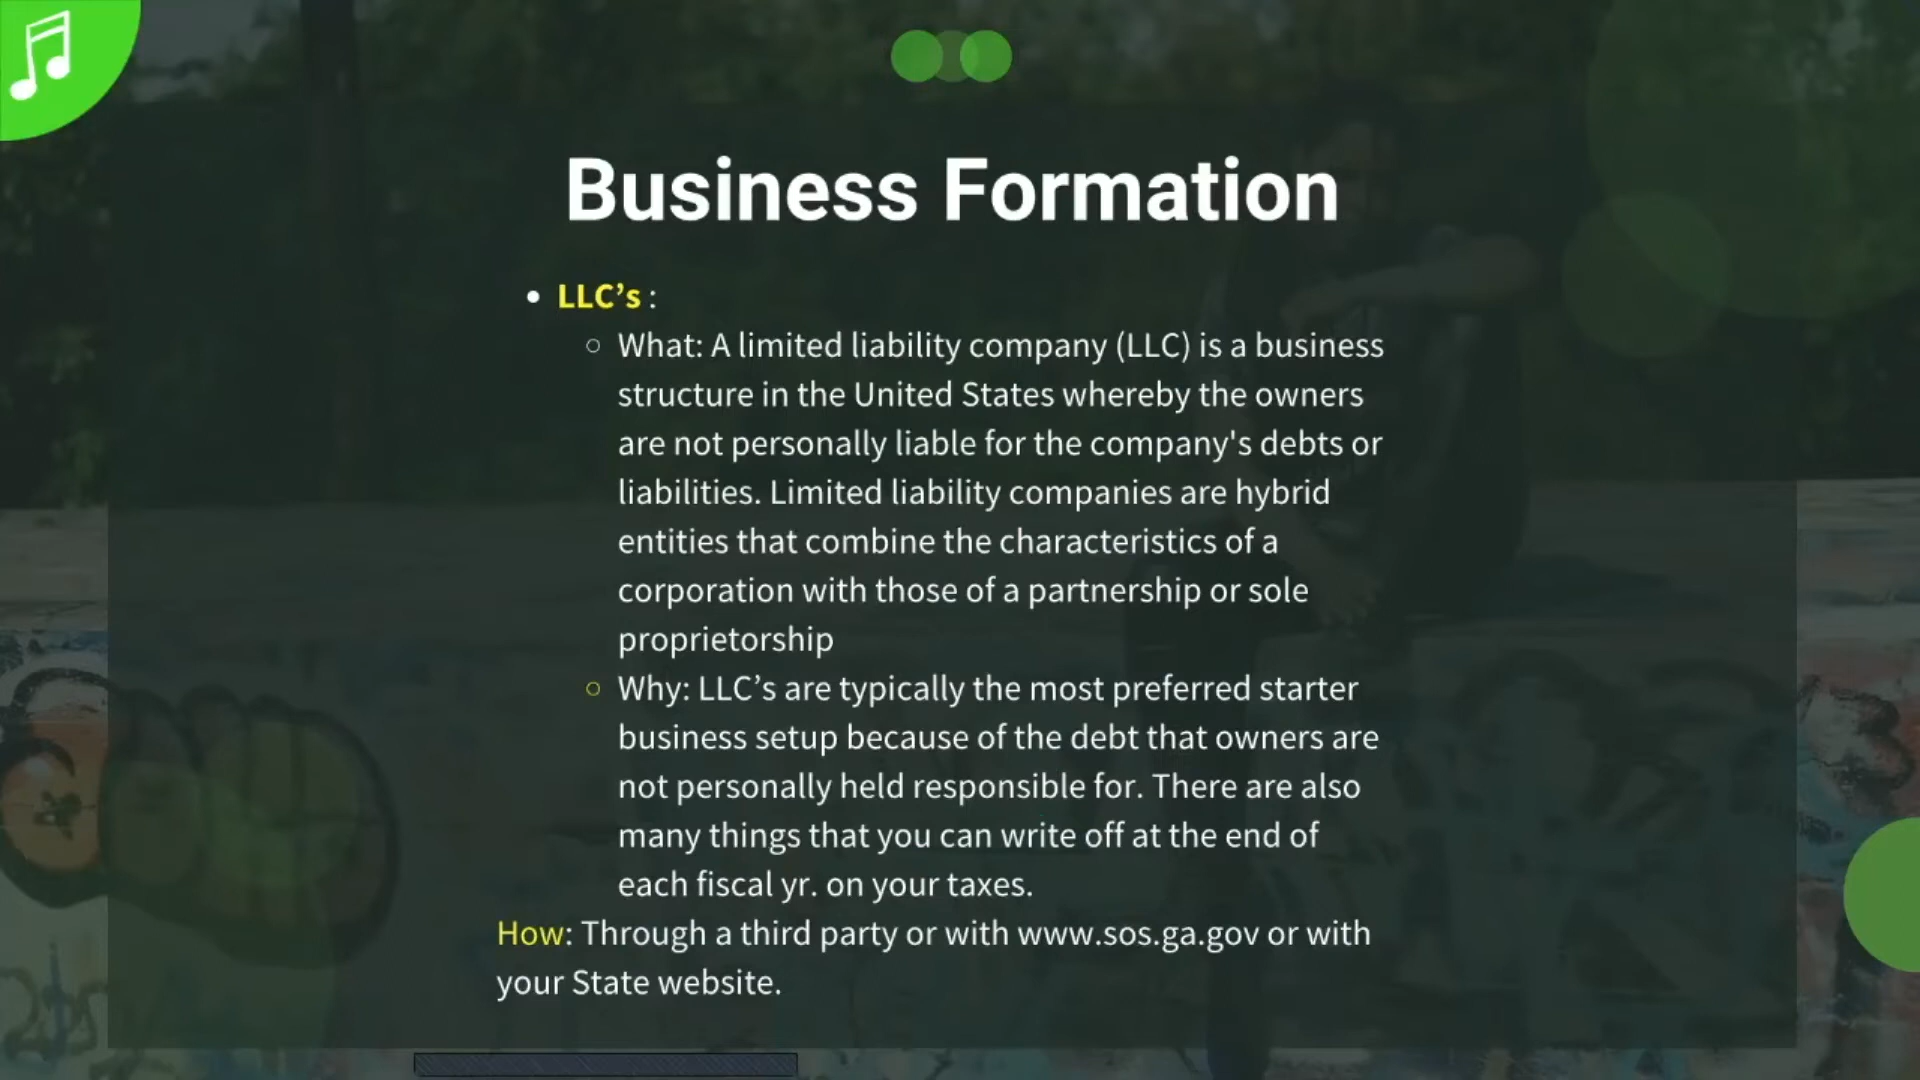 Business Formation
• LLC’s :
○ What: A limited liability company (LLC) is a business
structure in the United States whereby the owners
are not personally liable for the company's debts or
liabilities. Limited liability companies are hybrid
entities that combine the characteristics of a
corporation with those of a partnership or sole
proprietorship
○ Why: LLC’s are typically the most preferred starter
business setup because of the debt that owners are
not personally held responsible for. There are also
many things that you can write off at the end of
each fiscal yr. on your taxes.
How: Through a third party or with www.sos.ga.gov or with
your State website.